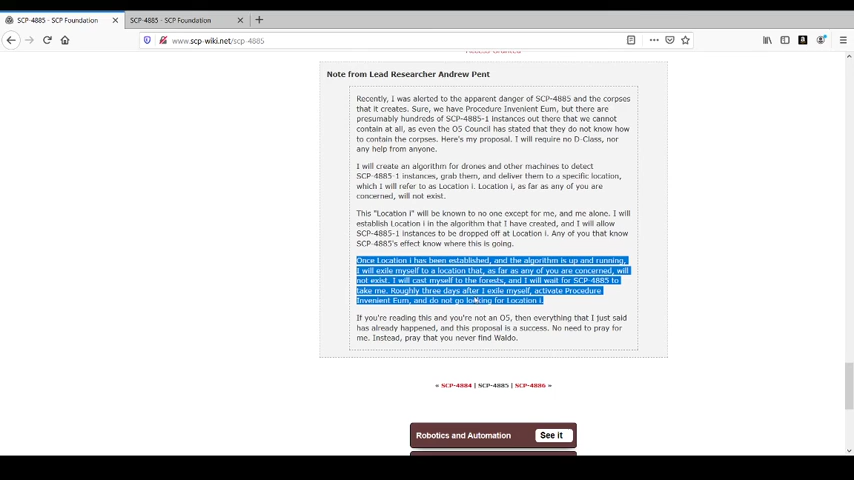 SCP-4885 - SCP Foundation
SCP-4885 - SCP Foundation
www.scp-wiki.net/scp-4885
Access Granted
Note from Lead Researcher Andrew Pent
Recently, I was alerted to the apparent danger of SCP-4885 and the corpses
that it creates. Sure, we have Procedure Invenient Eum, but there are
presumably hundreds of SCP-4885-1 instances out there that we cannot
contain at all, as even the O5 Council has stated that they do not know how
to contain the corpses. Here's my proposal. I will require no D-Class, nor
any help from anyone.
I will create an algorithm for drones and other machines to detect
SCP-4885-1 instances, grab them, and deliver them to a specific location,
which I will refer to as Location i. Location i, as far as any of you are
concerned, will not exist.
This "Location i" will be known to no one except for me, and me alone. I will
establish Location i in the algorithm that I have created, and I will allow
SCP-4885-1 instances to be dropped off at Location i. Any of you that know
SCP-4885's effect know where this is going.
Once Location i has been established, and the algorithm is up and running,
I will exile myself to a location that, as far as any of you are concerned, will
not exist. I will cast myself to the forests, and I will wait for SCP-4885 to
take me. Roughly three days after I exile myself, activate Procedure
Invenient Eum, and do not go looking for Location i.
If you're reading this and you're not an O5, then everything that I just said
has already happened, and this proposal is a success. No need to pray for
me. Instead, pray that you never find Waldo.
« SCP-4884 | SCP-4885 | SCP-4886 »
Robotics and Automation See it